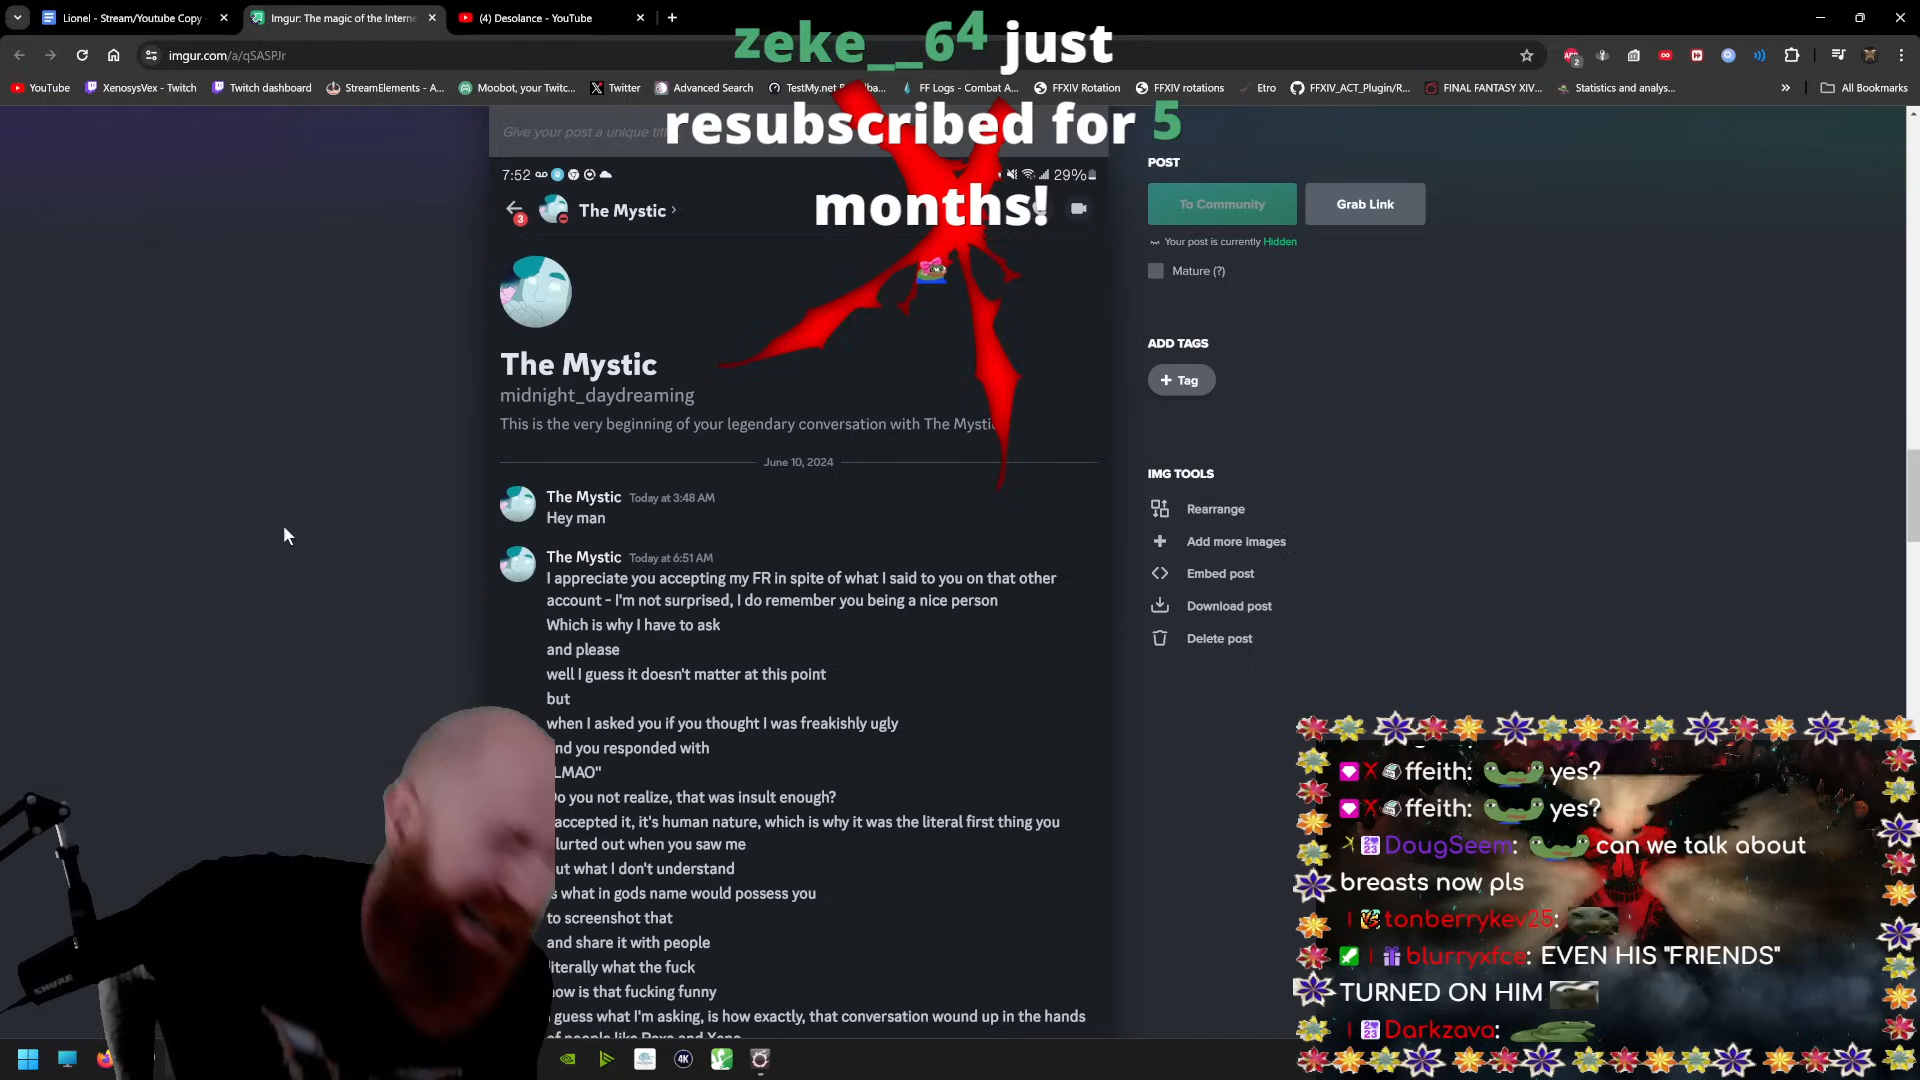 Lionel - Stream/Youtube Copy
Imgur: The magic of the Interne
(4) Desolance - YouTube
imgur.com/a/qSASPJr
YouTube
XenosysVex - Twitch
Twitch dashboard
StreamElements - A...
Moobot, your Twitc...
Twitter
Advanced Search
TestMy.net
FF Logs - Combat A...
FFXIV Rotation
FFXIV rotations
Etro
FFXIV_ACT_Plugin/R...
FINAL FANTASY XIV...
Statistics and analys...
All Bookmarks
zeke__64 just
resubscribed for 5
months!
Give your post a unique
7:52
29%
3
The Mystic
The Mystic
midnight_daydreaming
This is the very beginning of your legendary conversation with The Mystic
June 10, 2024
The Mystic Today at 3:48 AM
Hey man
The Mystic Today at 6:51 AM
I appreciate you accepting my FR in spite of what I said to you on that other
account - I'm not surprised, I do remember you being a nice person
Which is why I have to ask
and please
well I guess it doesn't matter at this point
but
when I asked you if you thought I was freakishly ugly
and you responded with
LMAO"
Do you not realize, that was insult enough?
accepted it, it's human nature, which is why it was the literal first thing you
blurted out when you saw me
but what I don't understand
is what in gods name would possess you
to screenshot that
and share it with people
literally what the fuck
how is that fucking funny
guess what I'm asking, is how exactly, that conversation wound up in the hands
POST
To Community
Grab Link
Your post is currently Hidden
Mature (?)
ADD TAGS
+ Tag
IMG TOOLS
Rearrange
Add more images
Embed post
Download post
Delete post
ffeith: yes?
ffeith: yes?
DougSeem: can we talk about
breasts now pls
tonberrykev25:
blurryxfce: EVEN HIS "FRIENDS"
TURNED ON HIM
Darkzava:
SHURE
4K